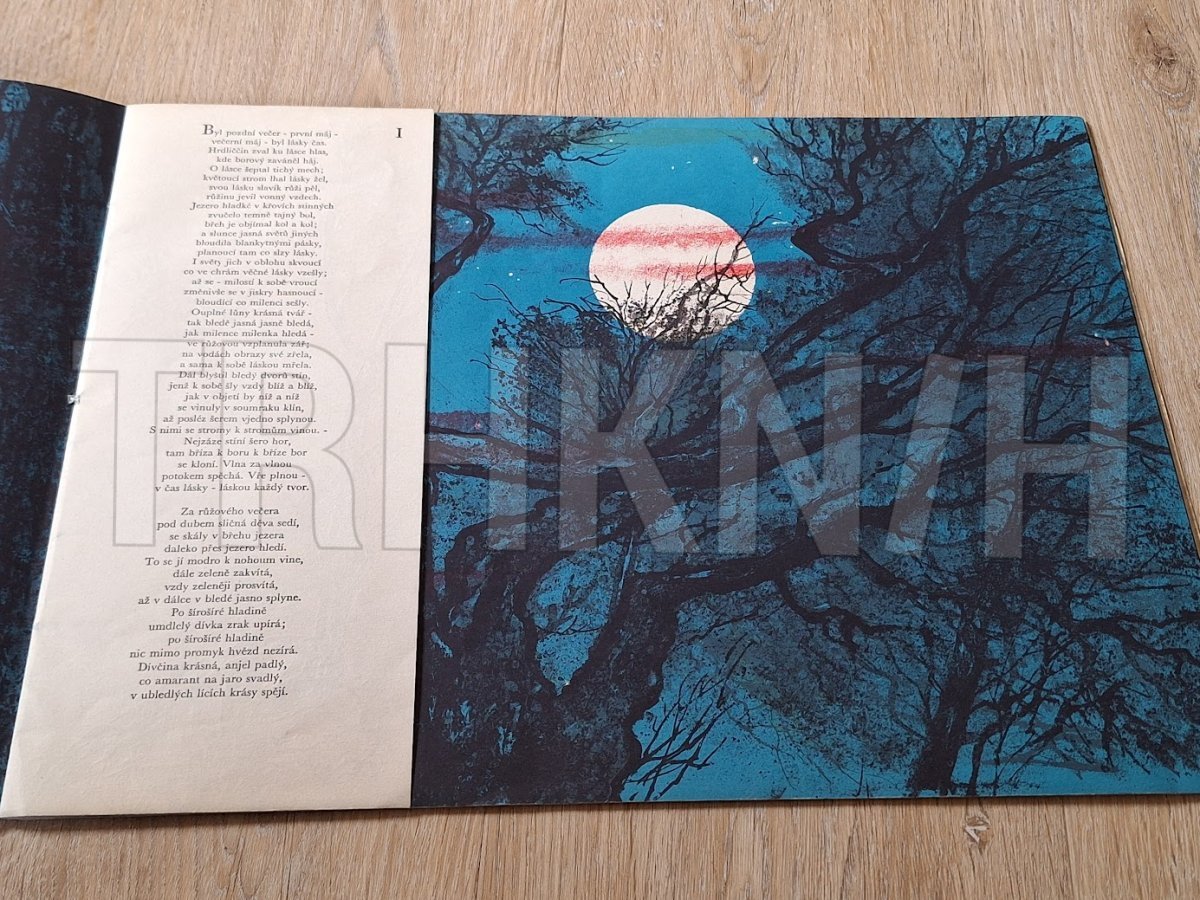 I
Byl pozdní večer - první máj -
večerní máj - byl lásky čas.
Hrdliččin zval ku lásce hlas,
kde borový zaváněl háj.
O lásce šeptal tichý mech;
květoucí strom lhal lásky žel,
svou lásku slavík růži pěl,
růžinu jevil vonný vzdech.
Jezero hladké v křovích stinných
zvučelo temně tajný bol,
břeh je objímal kol a kol;
a slunce jasná světů jiných
bloudila blankytnými pásky,
planoucí tam co slzy lásky.
I světy jich v oblohu skvoucí
co ve chrám věčné lásky vzešly;
až se - milostí k sobě vroucí
změnivše se v jiskry hasnoucí -
bloudící co milenci sešly.
Ouplné lůny krásná tvář -
tak bledě jasná jasně bledá,
jak milence milenka hledá -
ve růžovou vzplanula zář;
na vodách obrazy své zřela,
a sama k sobě láskou mřela.
Dál blyštil bledý dvorů stín,
jenž k sobě šly vzdy blíž a blíž,
jak v objetí by níž a níž
se vinuly v soumraku klín,
až posléz šerem vjedno splynou.
S nimi se stromy k stromům vinou. -
Nejzáze stíní šero hor,
tam bříza k boru k bříze bor
se kloní. Vlna za vlnou
potokem spěchá. Vře plnou -
v čas lásky - láskou každý tvor.
Za růžového večera
pod dubem sličná děva sedí,
se skály v břehu jezera
daleko přes jezero hledí.
To se jí modro k nohoum vine,
dále zeleně zakvítá,
vzdy zeleněji prosvítá,
až v dálce v bledé jasno splyne.
Po šírošíré hladině
umdlelý dívka zrak upírá;
po šírošíré hladině
nic mimo promyk hvězd nezírá.
Dívčina krásná, anjel padlý,
co amarant na jaro svadlý,
v ubledlých lících krásy spějí.
TRHKNIH